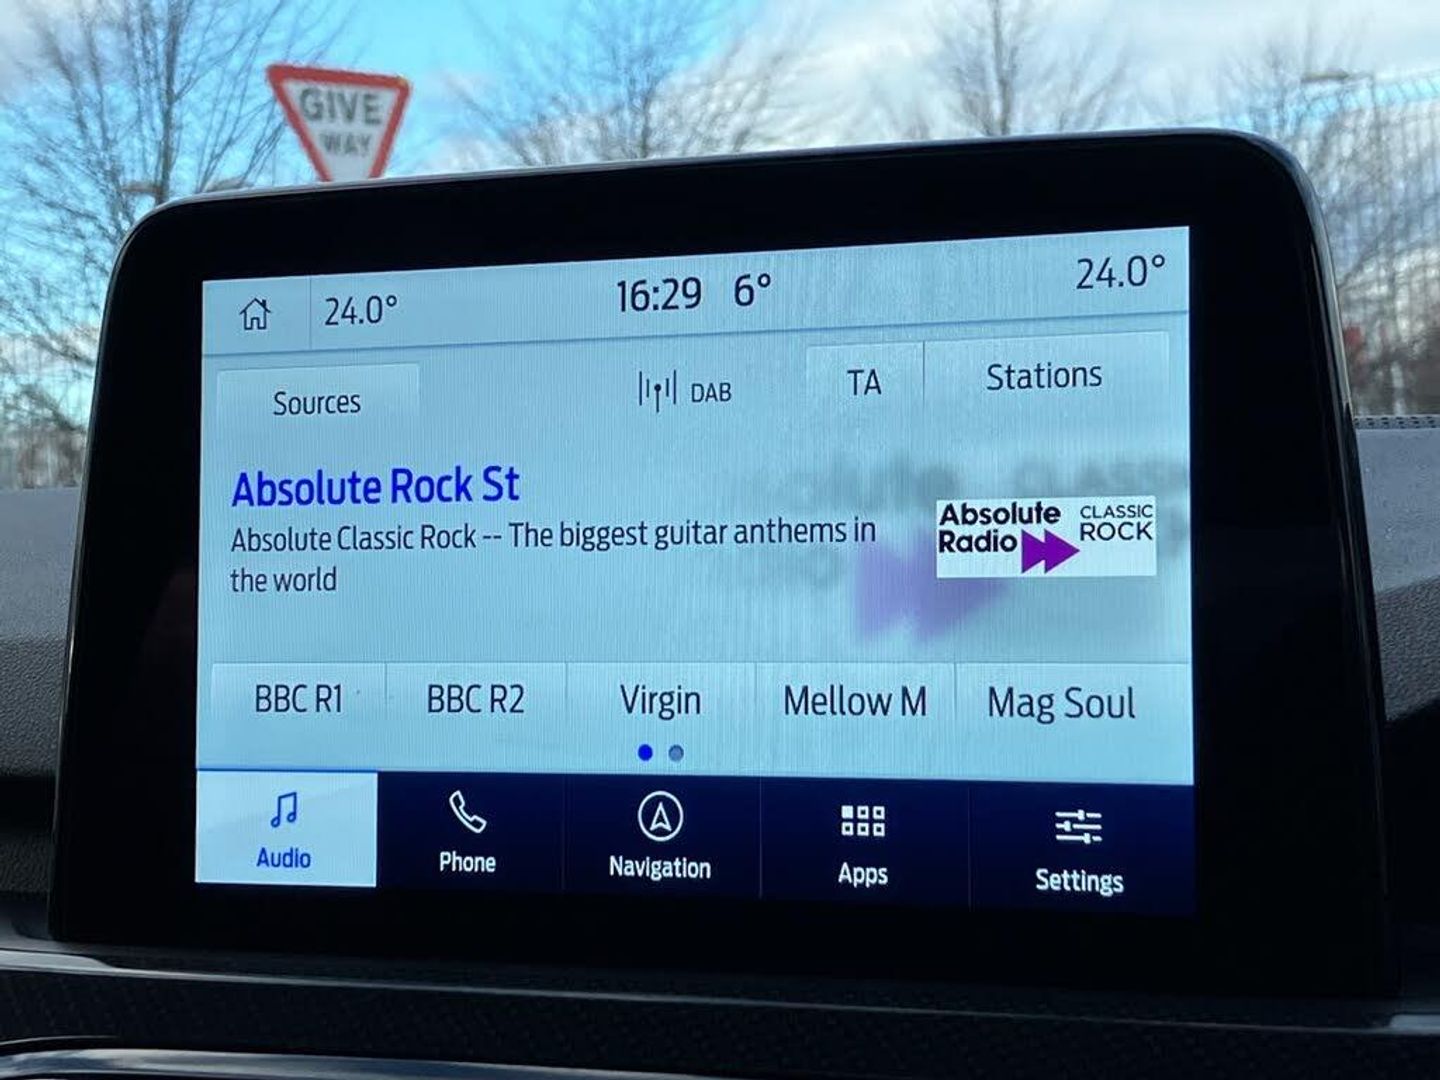 GIVE
WAY
24.0° 16:29 6° 24.0°
Sources DAB TA Stations
Absolute Rock St
Absolute Classic Rock -- The biggest guitar anthems in
the world
Absolute CLASSIC
Radio ROCK
BBC R1 BBC R2 Virgin Mellow M Mag Soul
Audio Phone Navigation Apps Settings